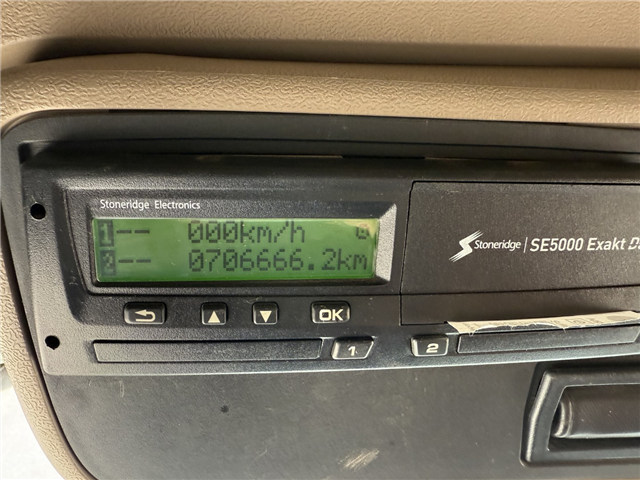 Stoneridge Electronics
1-- 000km/h
2-- 0706666.2km
OK
1
2
Stoneridge | SE5000 Exakt